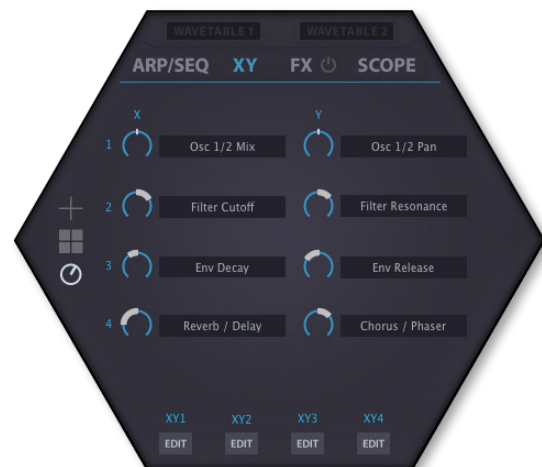 WAVETABLE 1 WAVETABLE 2
ARP/SEQ XY FX SCOPE
X Y
1 Osc 1/2 Mix Osc 1/2 Pan
2 Filter Cutoff Filter Resonance
3 Env Decay Env Release
4 Reverb / Delay Chorus / Phaser
XY1 XY2 XY3 XY4
EDIT EDIT EDIT EDIT